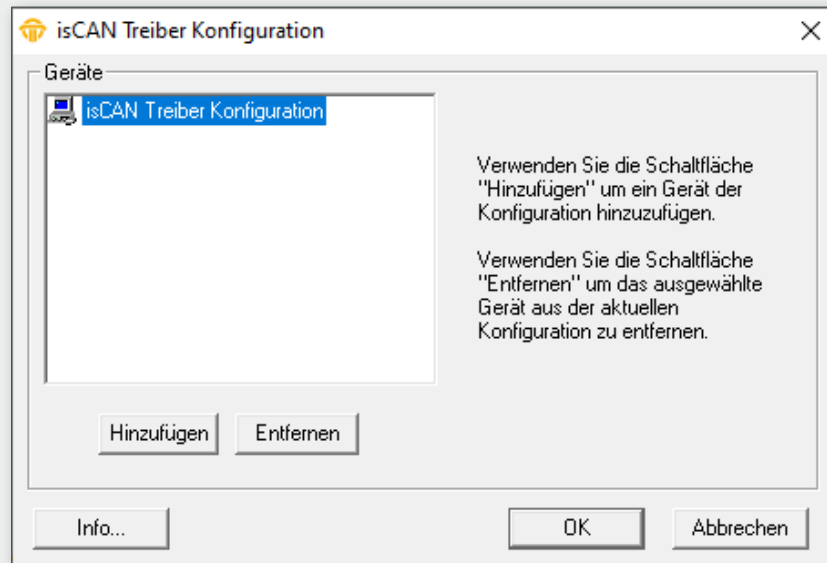 isCAN Treiber Konfiguration
Geräte
isCAN Treiber Konfiguration
Verwenden Sie die Schaltfläche
"Hinzufügen" um ein Gerät der
Konfiguration hinzuzufügen.
Verwenden Sie die Schaltfläche
"Entfernen" um das ausgewählte
Gerät aus der aktuellen
Konfiguration zu entfernen.
Hinzufügen Entfernen
Info... OK Abbrechen